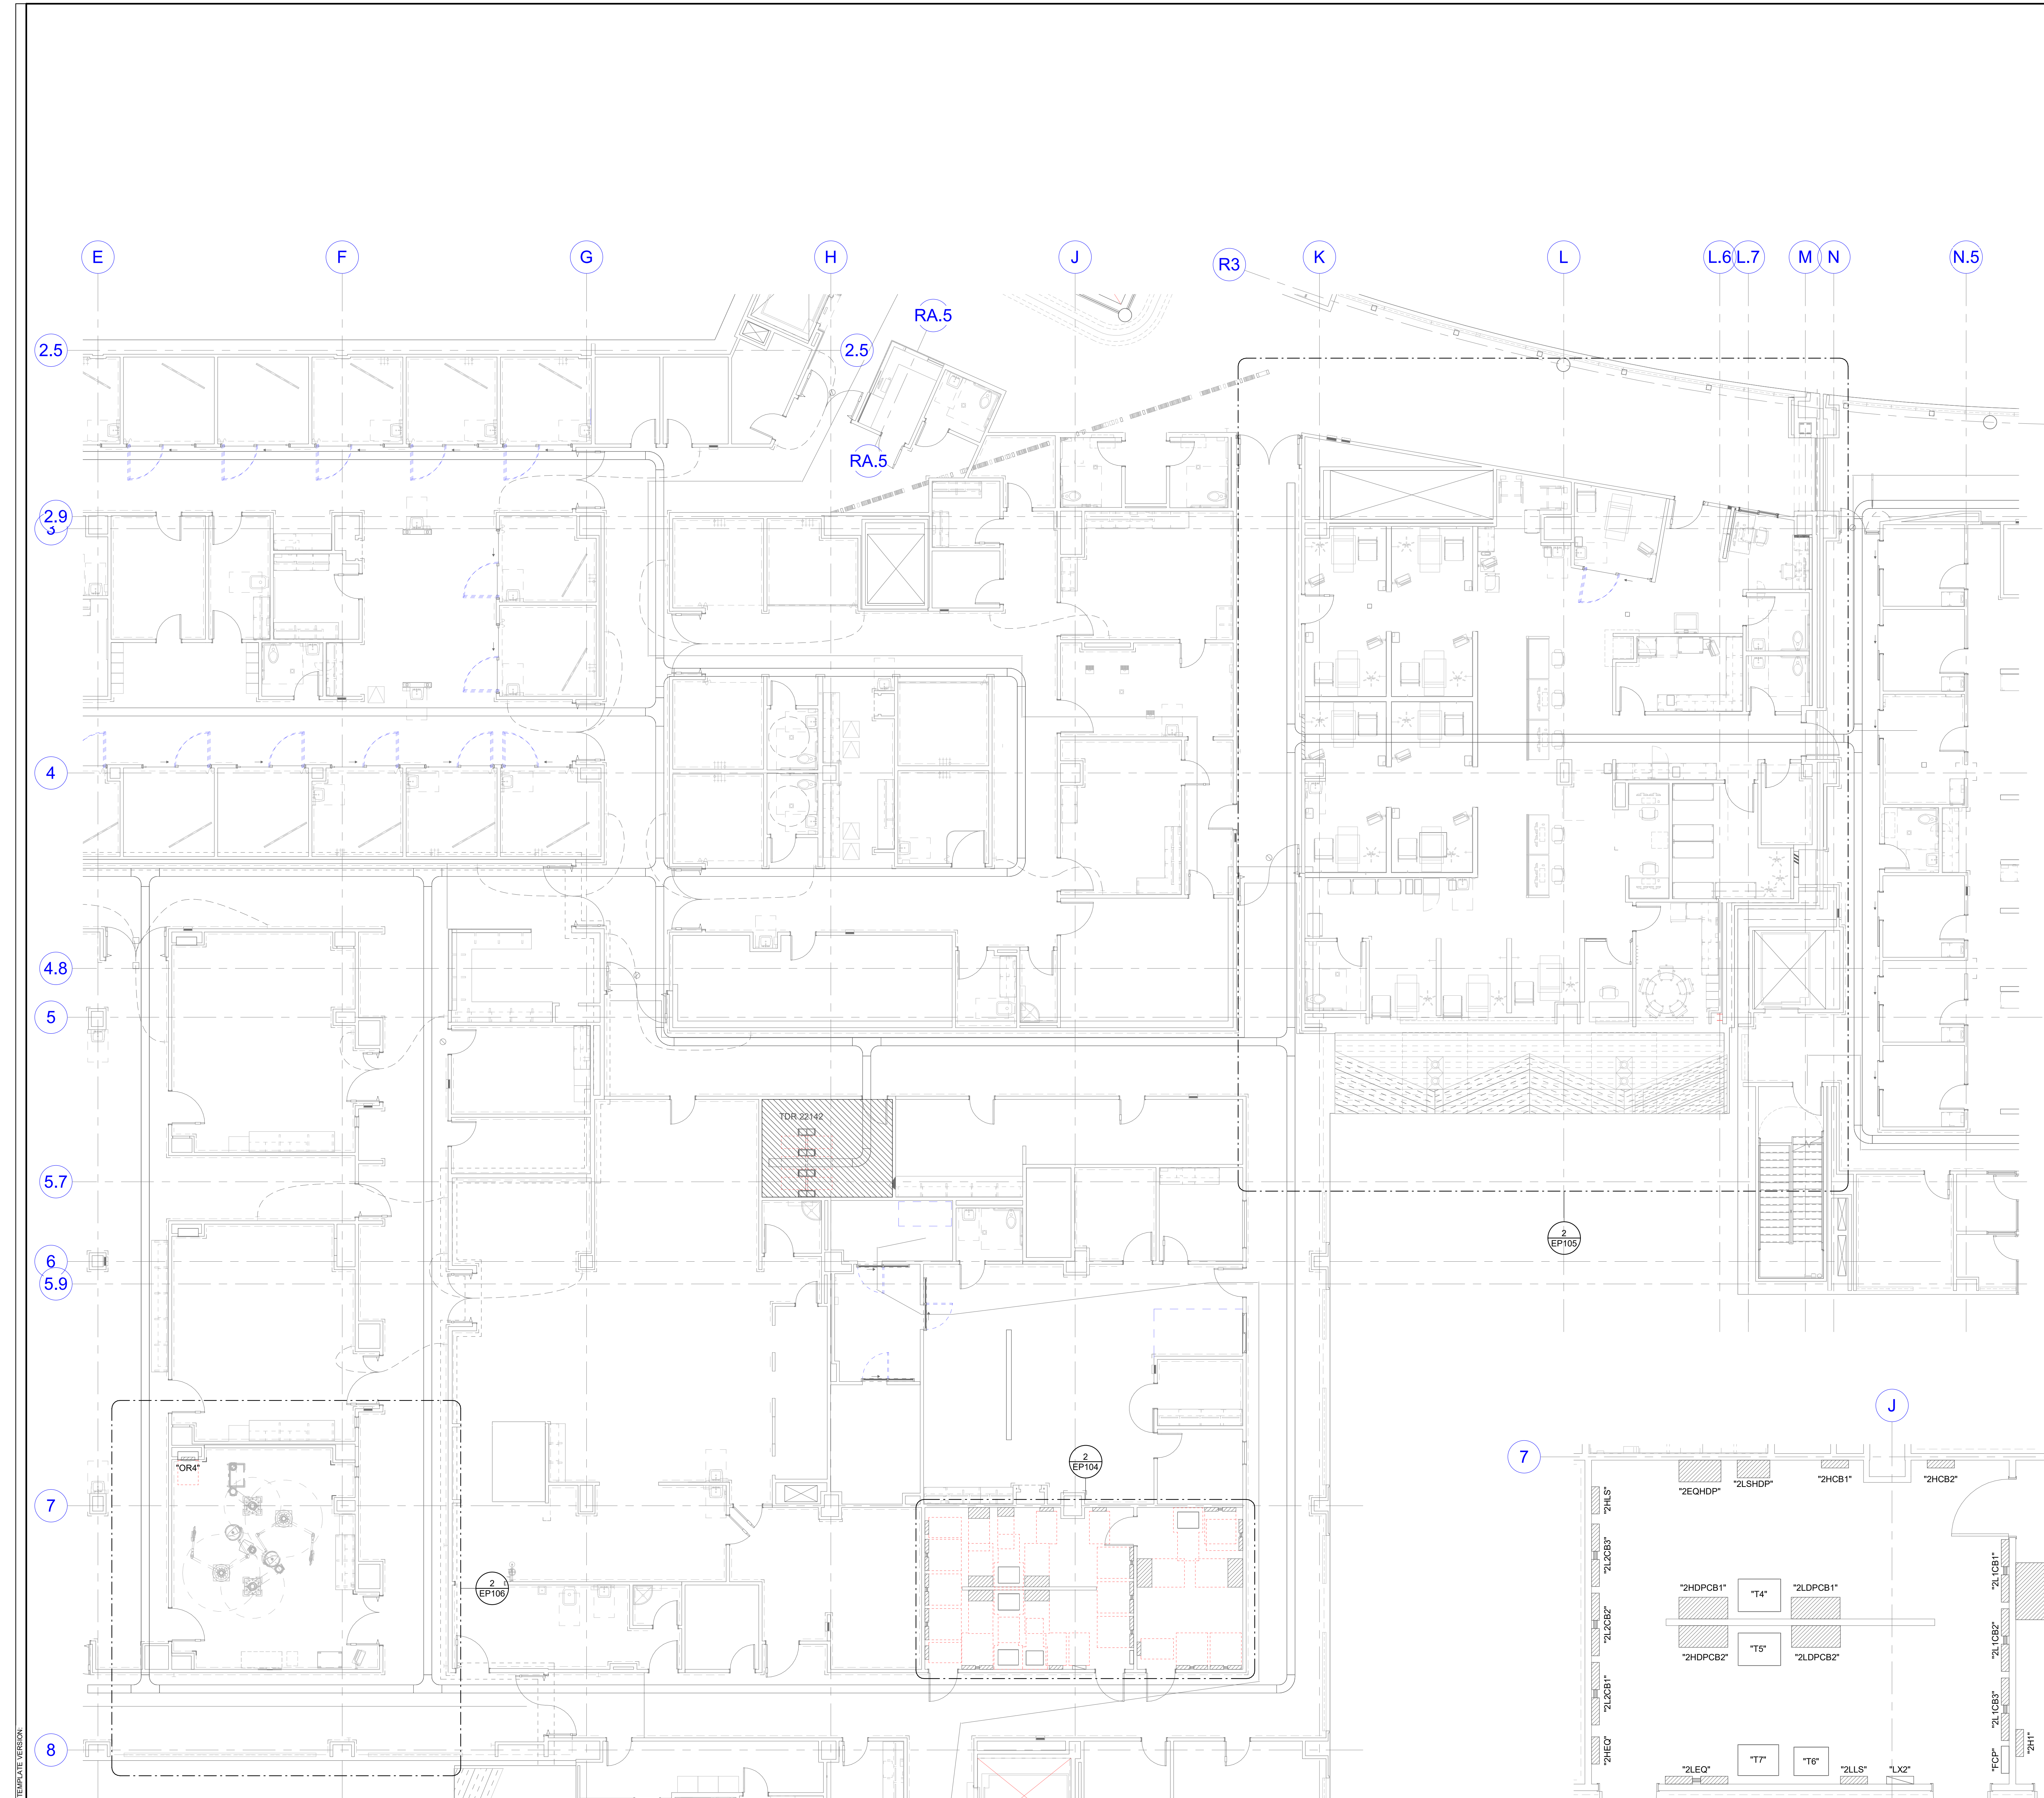 E F G H J K L L.6 L.7 M N N.5
R3
RA.5
2.5 2.5
RA.5
2.9
3
4
4.8
5
TDR 22142
5.7
2
EP105
6
5.9
J
2
EP104
7
"OR4"
7
"2EQHDP" "2LSHDP" "2HCB1" "2HCB2"
"2HLS"
"2L2CB3"
"2L1CB1"
2
EP106
"2HDPCB1" "T4" "2LDPCB1"
"2L2CB2"
"2L1CB2"
"T5"
"2HDPCB2" "2LDPCB2"
"2L2CB1"
"2L1CB3"
"2H1"
8
"2HEQ"
"T7" "T6"
"FCP"
"2LEQ" "2LLS" "LX2"
TEMPLATE VERSION: